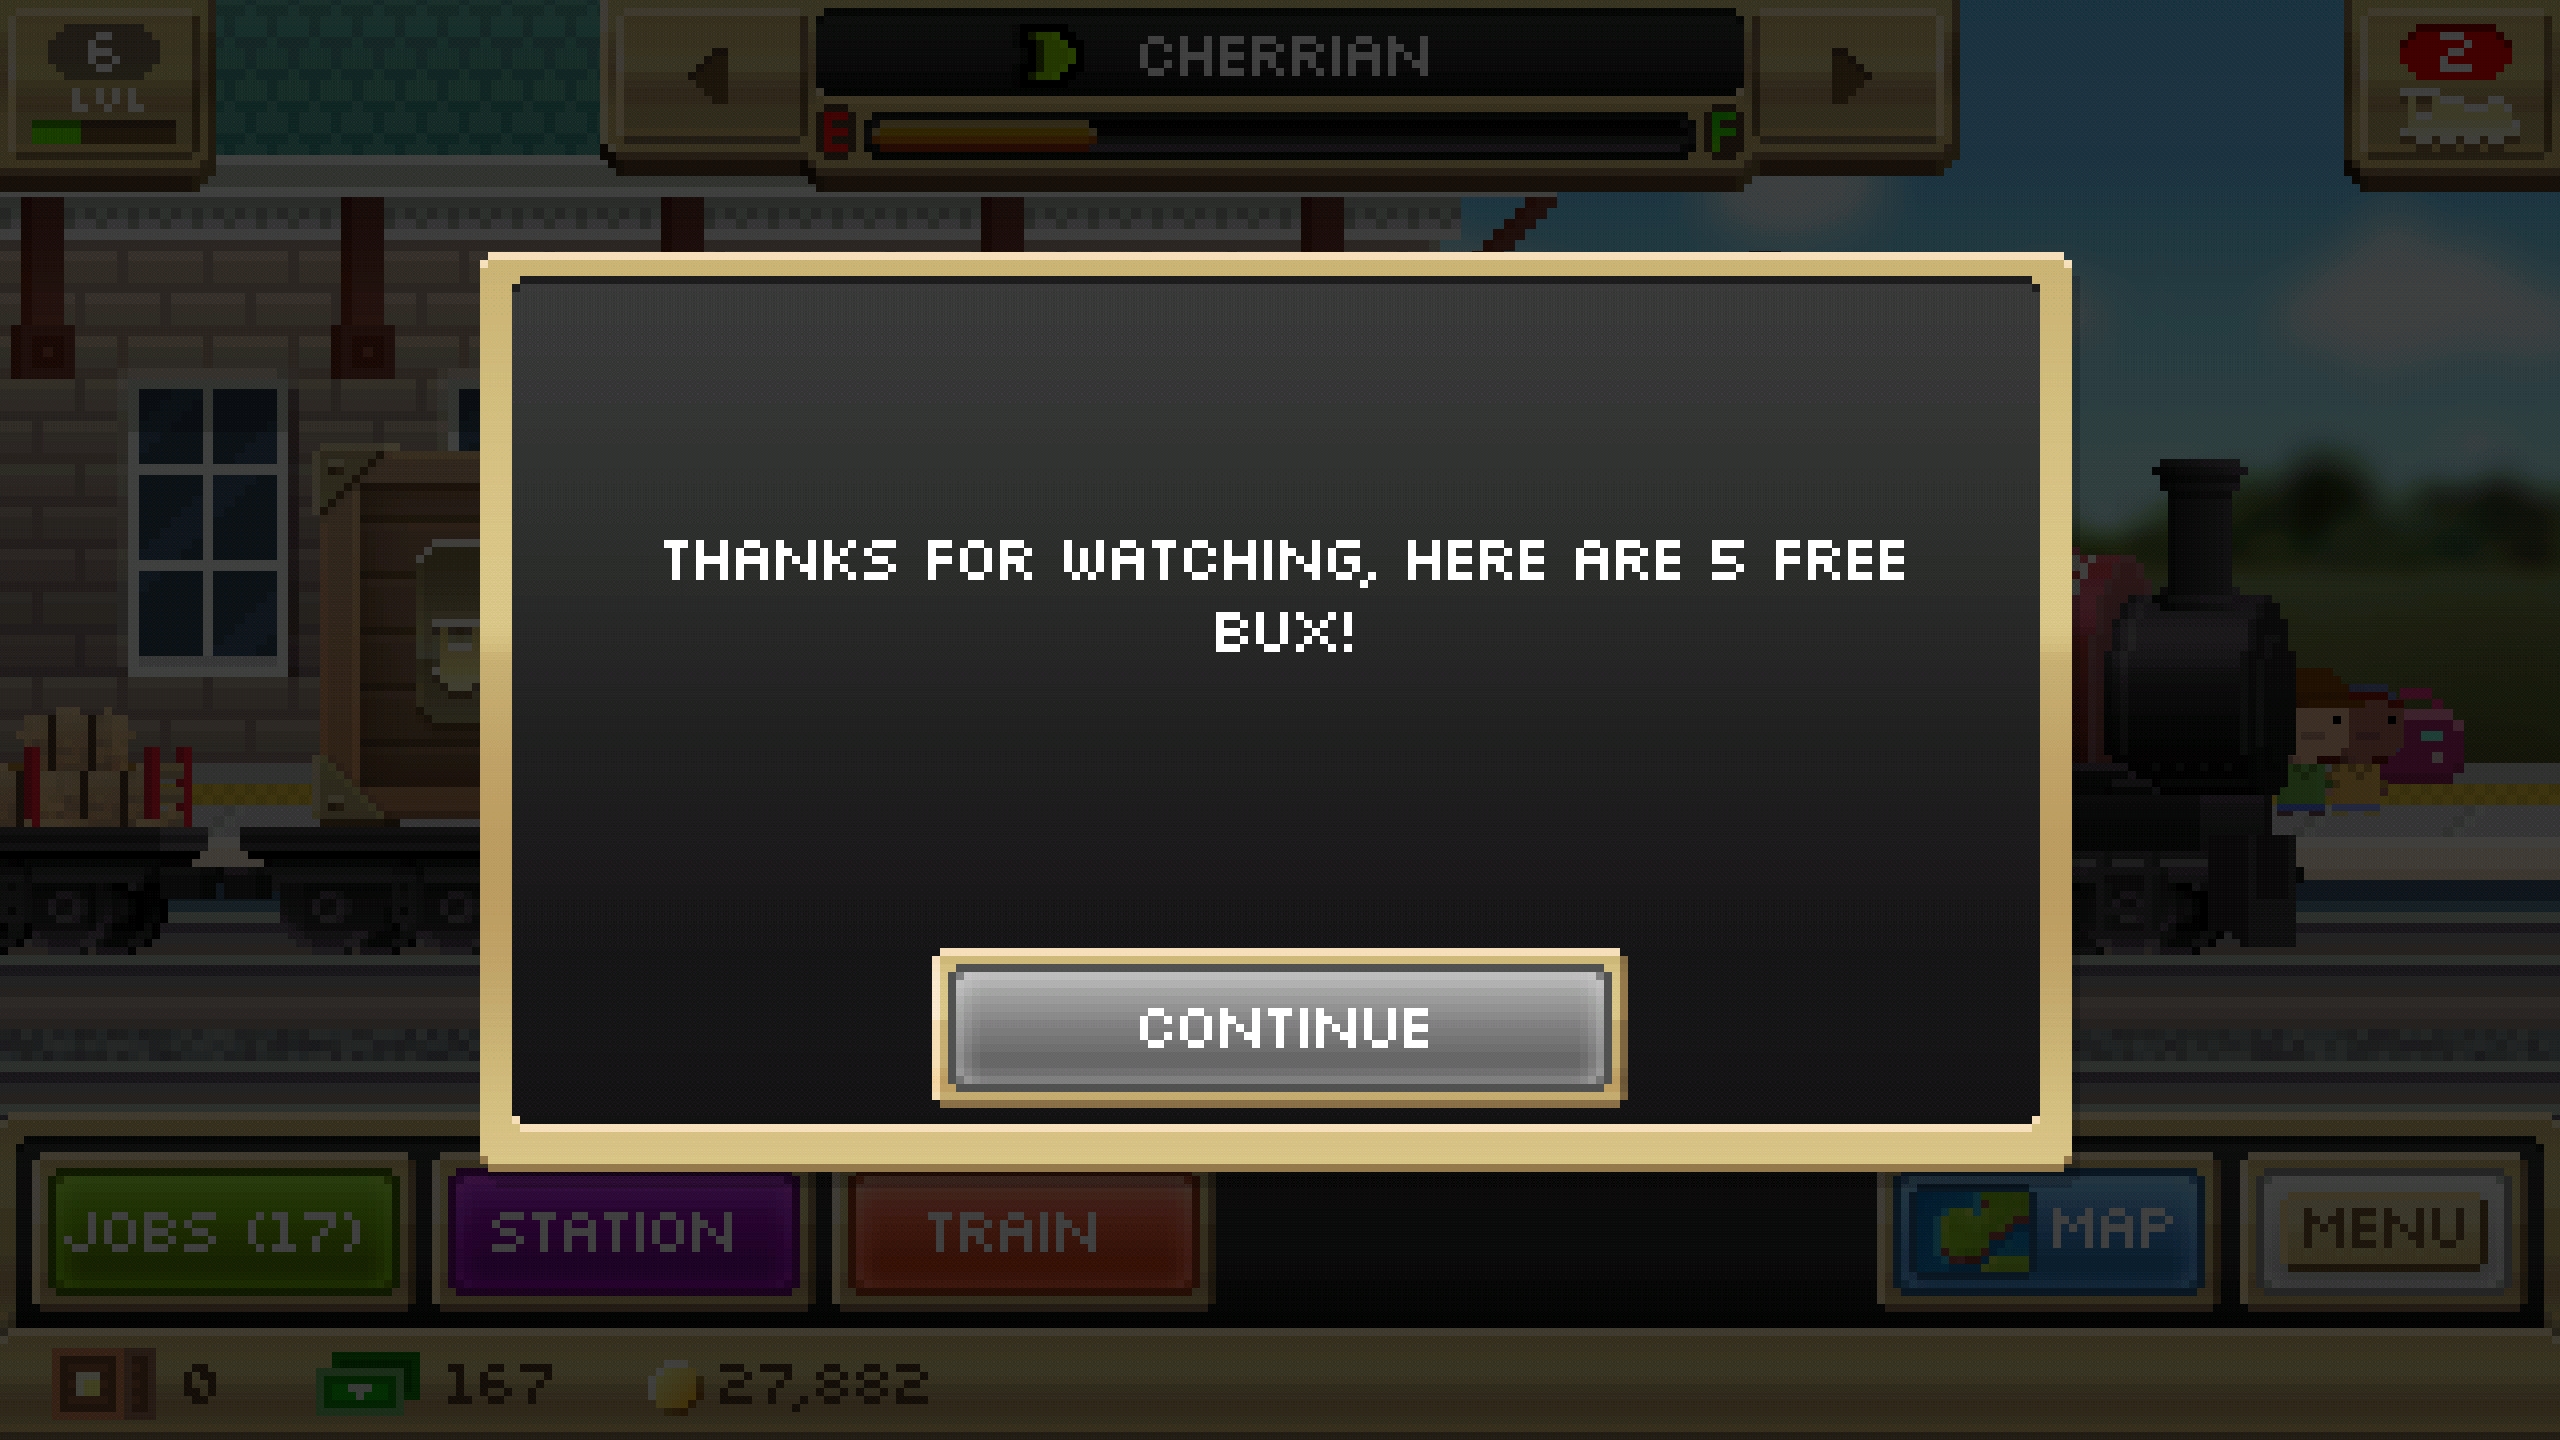 6
LVL
CHERRIAN
E
F
2
THANKS FOR WATCHING, HERE ARE 5 FREE
BUX!
CONTINUE
JOBS (17)
STATION
TRAIN
MAP
MENU
0
167
27,882